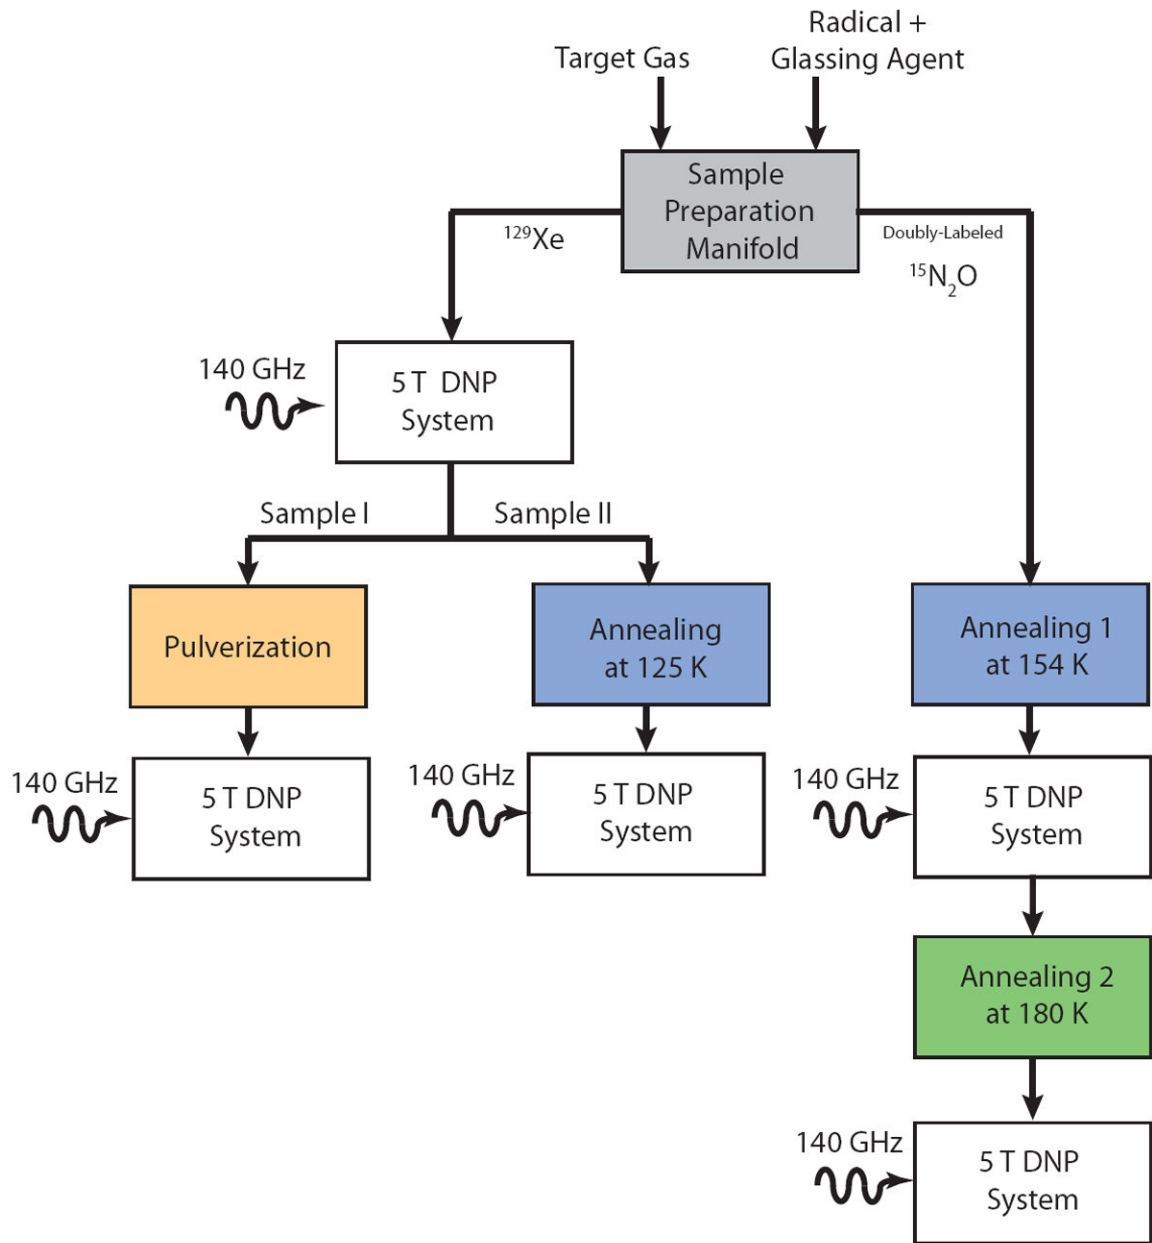 Radical +
Target Gas
Glassing Agent
Sample
Preparation
Manifold
¹²⁹Xe
Doubly-Labeled
¹⁵N₂O
140 GHz
5 T DNP
System
Sample I
Sample II
Pulverization
Annealing
at 125 K
Annealing 1
at 154 K
140 GHz
5 T DNP
System
140 GHz
5 T DNP
System
140 GHz
5 T DNP
System
Annealing 2
at 180 K
140 GHz
5 T DNP
System